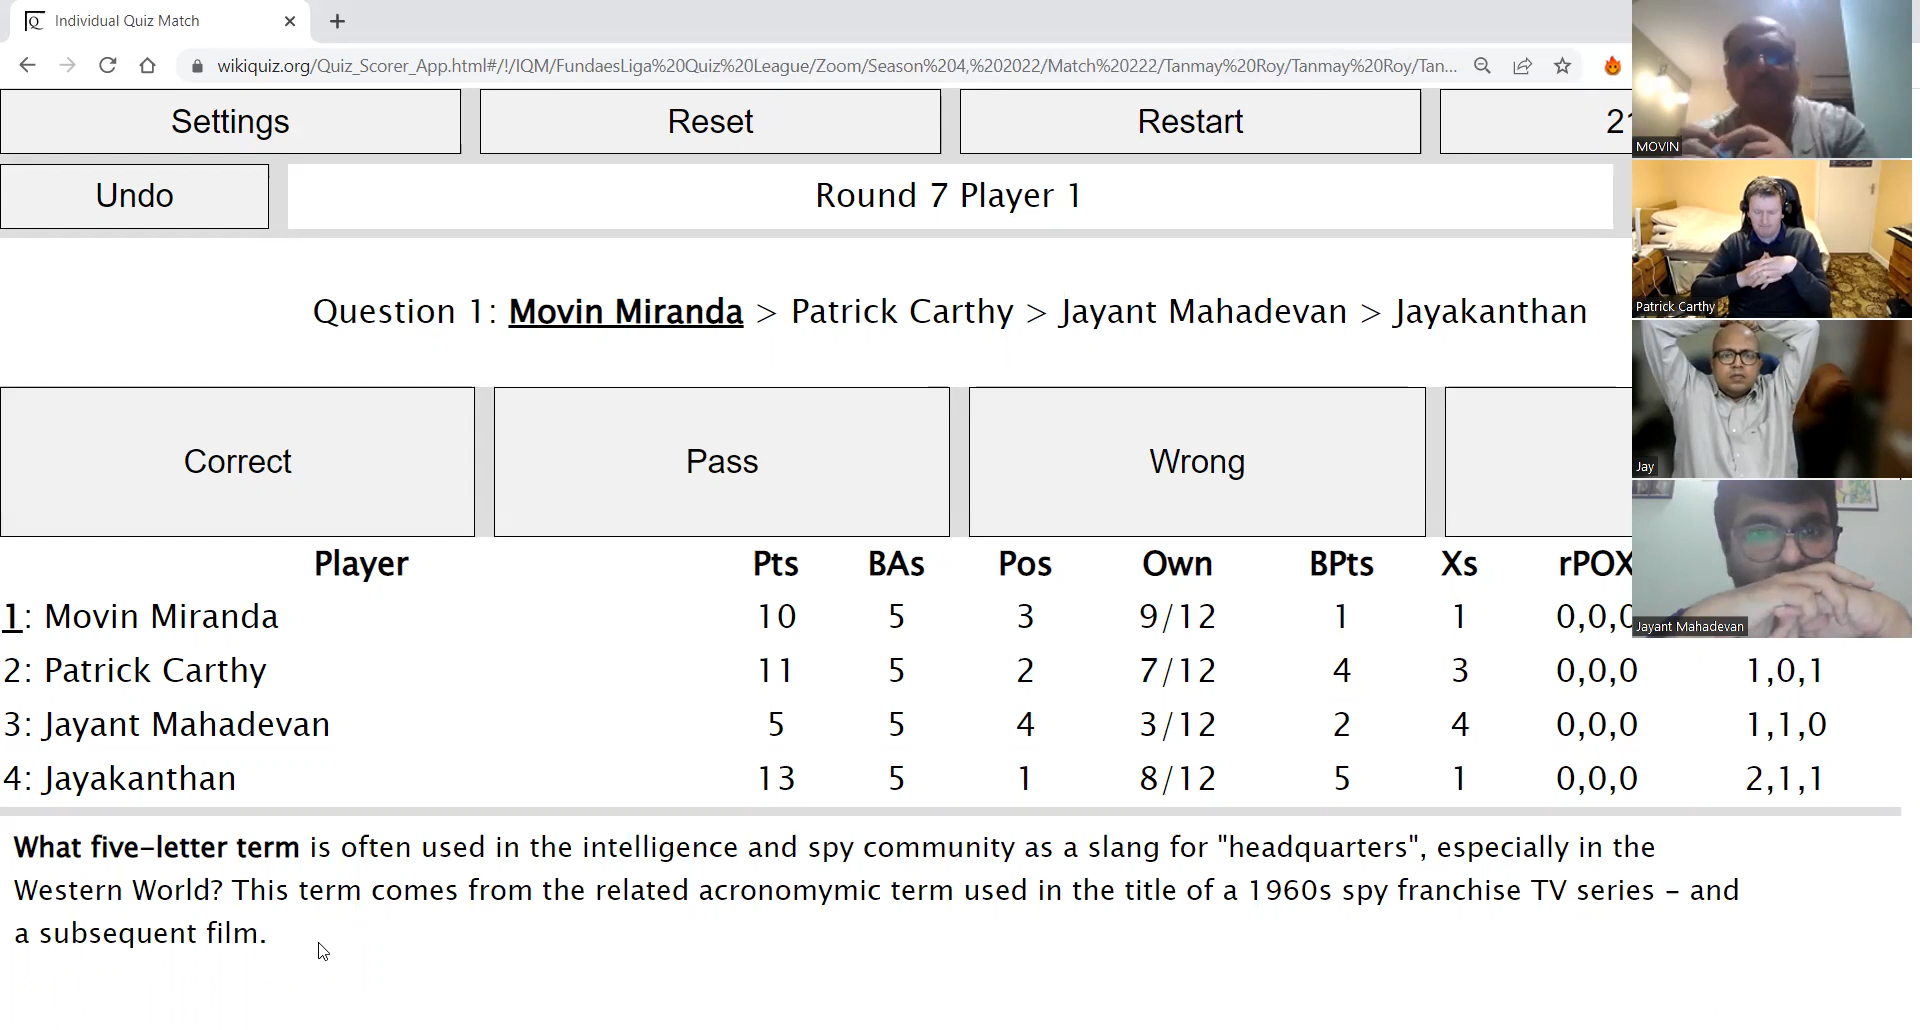 Individual Quiz Match
wikiquiz.org/Quiz_Scorer_App.html#/!/IQM/FundaesLiga%20Quiz%20League/Zoom/Season%204,%202022/Match%20222/Tanmay%20Roy/Tanmay%20Roy/Tan...
Settings Reset Restart 21
Undo Round 7 Player 1
Question 1: Movin Miranda > Patrick Carthy > Jayant Mahadevan > Jayakanthan
Correct Pass Wrong
Player Pts BAs Pos Own BPts Xs rPOX
1: Movin Miranda 10 5 3 9/12 1 1 0,0,0
2: Patrick Carthy 11 5 2 7/12 4 3 0,0,0 1,0,1
3: Jayant Mahadevan 5 5 4 3/12 2 4 0,0,0 1,1,0
4: Jayakanthan 13 5 1 8/12 5 1 0,0,0 2,1,1
What five-letter term is often used in the intelligence and spy community as a slang for "headquarters", especially in the
Western World? This term comes from the related acronomymic term used in the title of a 1960s spy franchise TV series - and
a subsequent film.
MOVIN
Patrick Carthy
Jay
Jayant Mahadevan